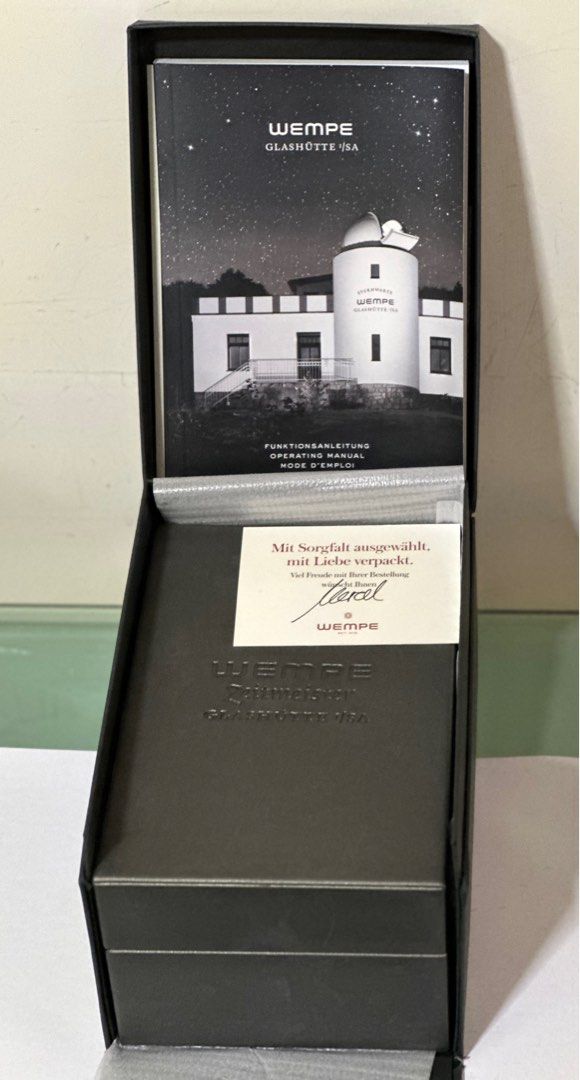 WEMPE
GLASHÜTTE I/SA
STERNWARTE
WEMPE
GLASHÜTTE I/SA
FUNKTIONSANLEITUNG
OPERATING MANUAL
MODE D'EMPLOI
Mit Sorgfalt ausgewählt,
mit Liebe verpackt.
Viel Freude mit Ihrer Bestellung
wünscht Ihnen
WEMPE
WEMPE
Zeitmeister
GLASHÜTTE I/SA